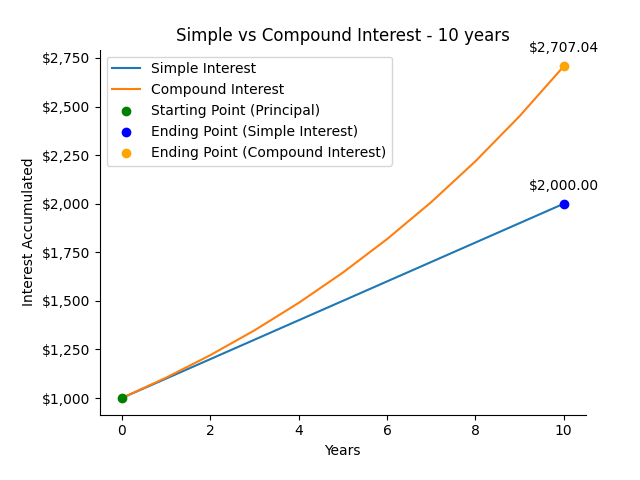 Simple vs Compound Interest - 10 years
$2,707.04
$2,000.00
Simple Interest
Compound Interest
Starting Point (Principal)
Ending Point (Simple Interest)
Ending Point (Compound Interest)
Interest Accumulated
$2,750
$2,500
$2,250
$2,000
$1,750
$1,500
$1,250
$1,000
0 2 4 6 8 10
Years